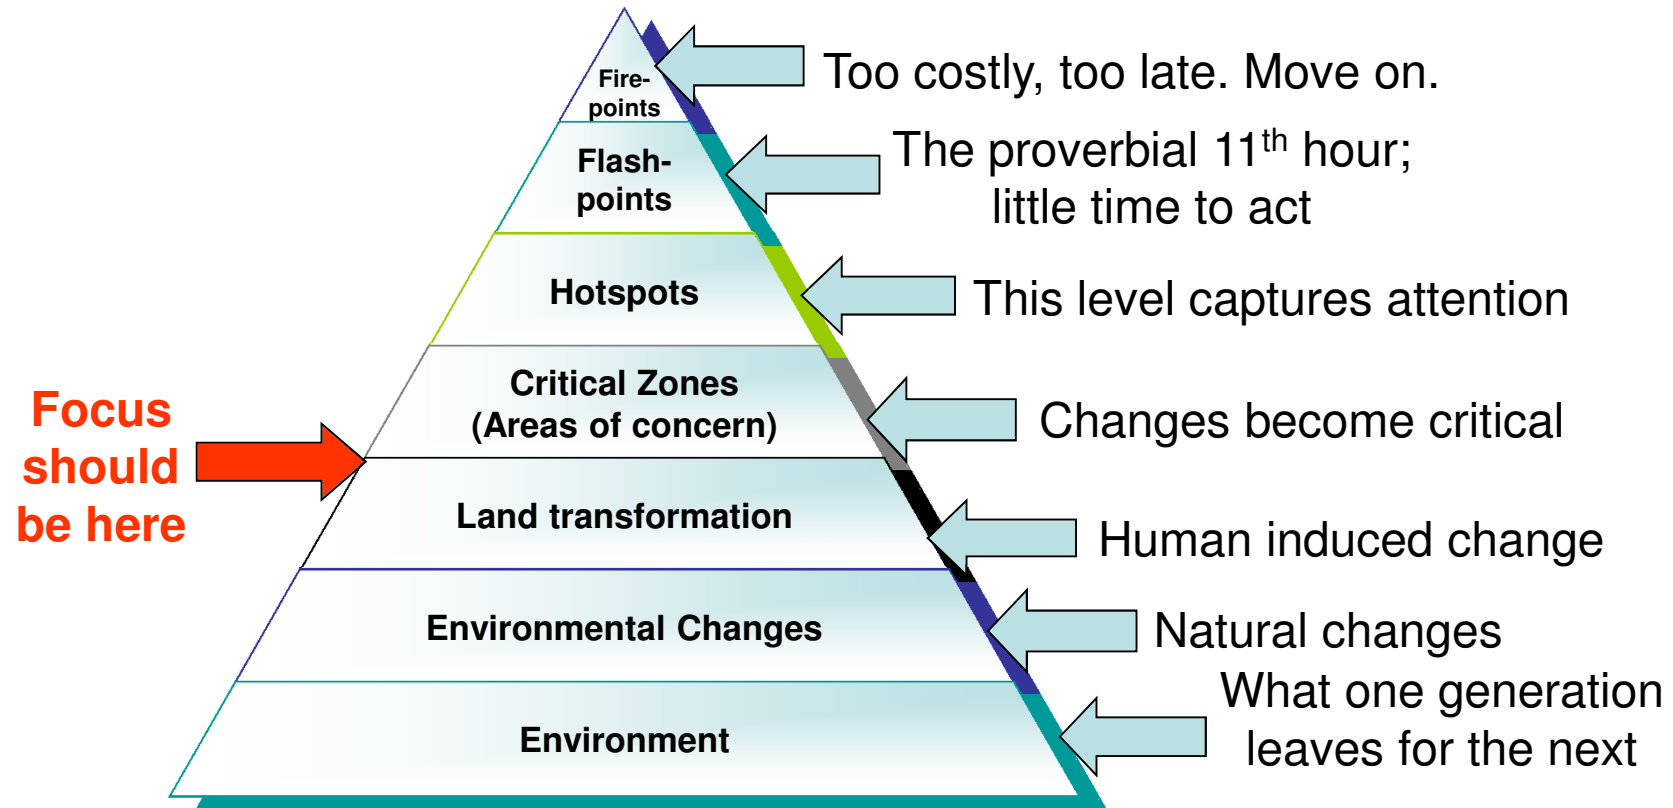 Fire-
points
Too costly, too late. Move on.
Flash-
points
The proverbial 11th hour;
little time to act
Hotspots
This level captures attention
Critical Zones
(Areas of concern)
Changes become critical
Focus
should
be here
Land transformation
Human induced change
Environmental Changes
Natural changes
Environment
What one generation
leaves for the next